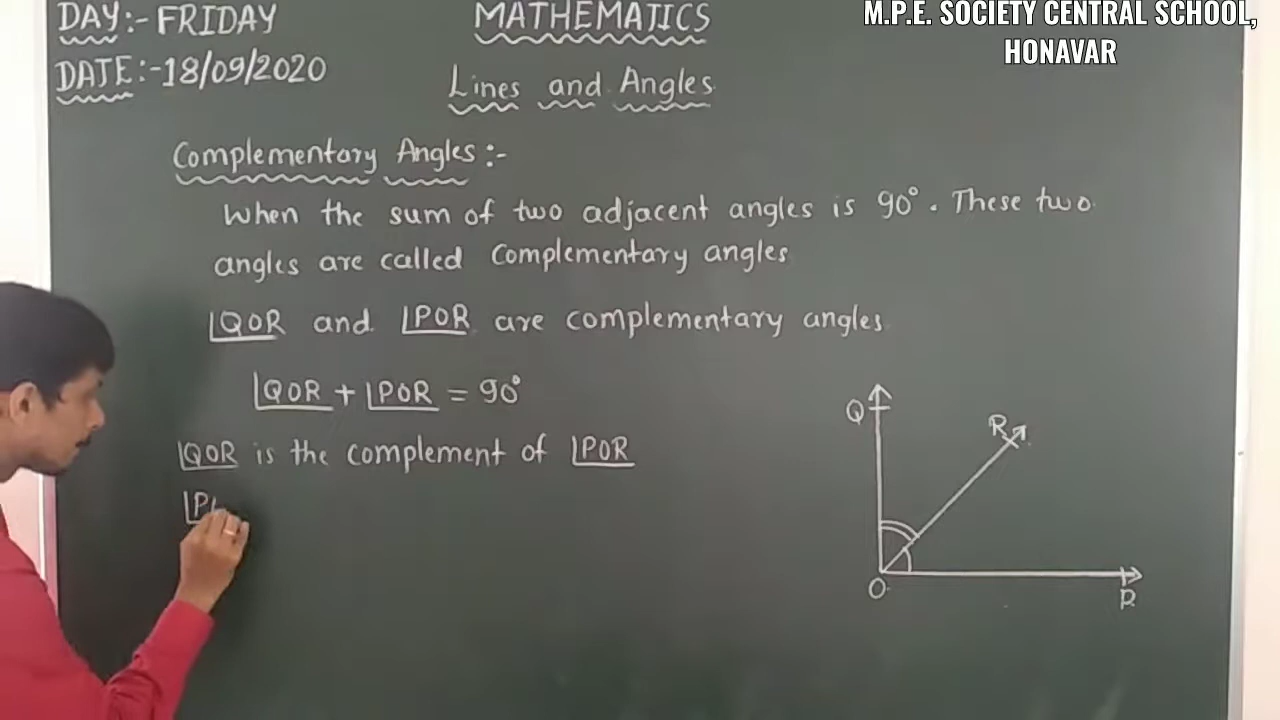 DAY:- FRIDAY
DATE:-18/09/2020
MATHEMATICS
Lines and Angles
M.P.E. SOCIETY CENTRAL SCHOOL,
HONAVAR
Complementary Angles:-
When the sum of two adjacent angles is 90°. These two
angles are called Complementary angles
∠QOR and ∠POR are complementary angles
∠QOR + ∠POR = 90°
∠QOR is the complement of ∠POR
∠P
Q
R
O
P